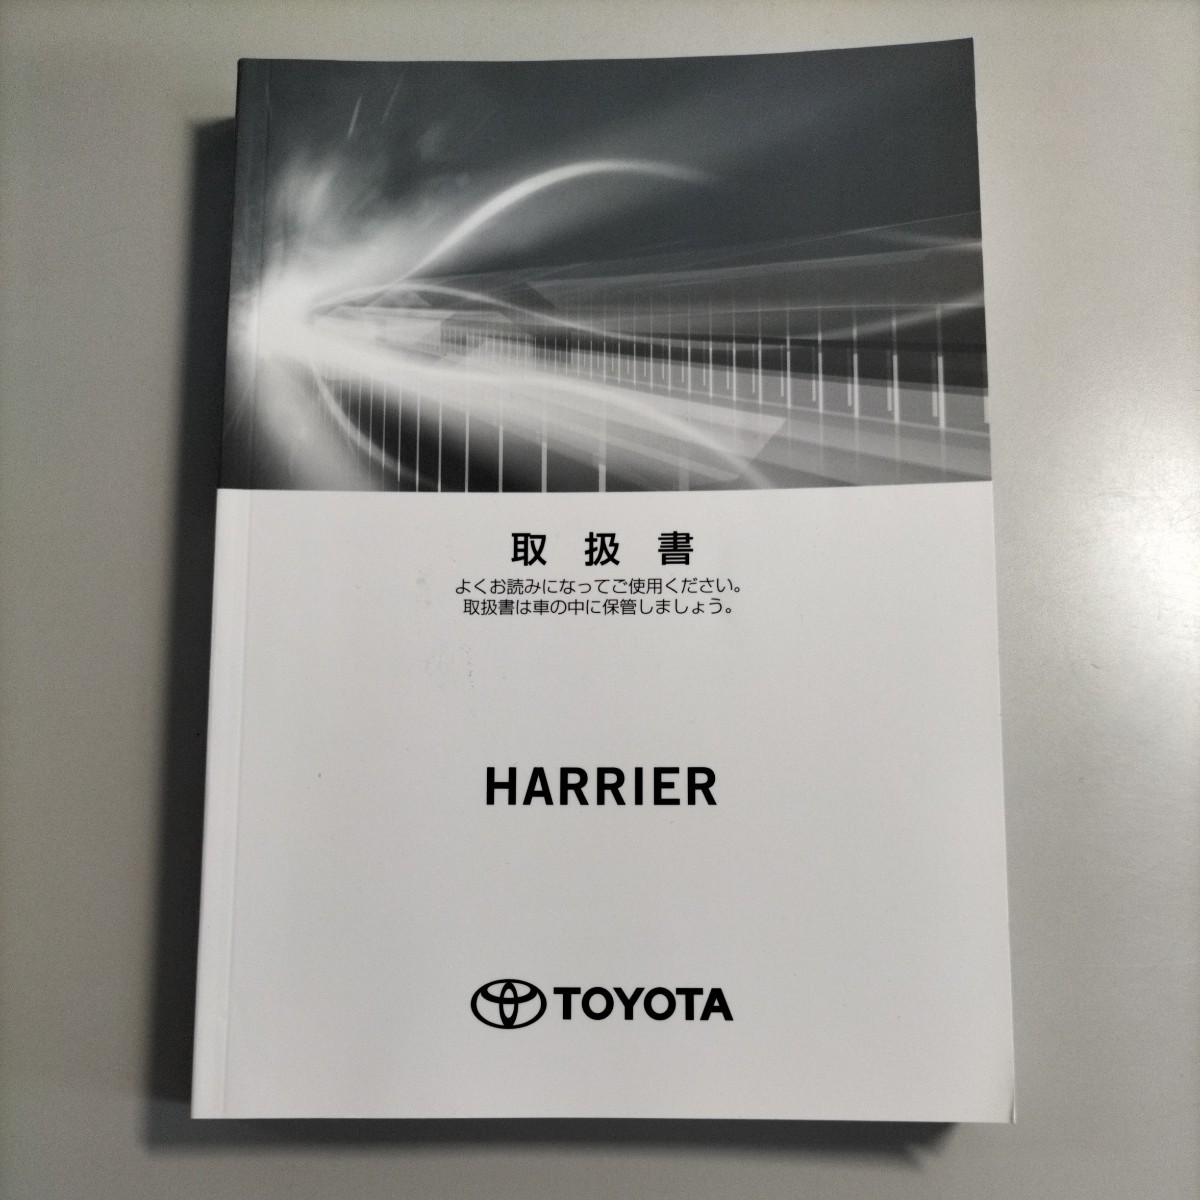 取扱書
よくお読みになってご使用ください。
取扱書は車の中に保管しましょう。
HARRIER
TOYOTA